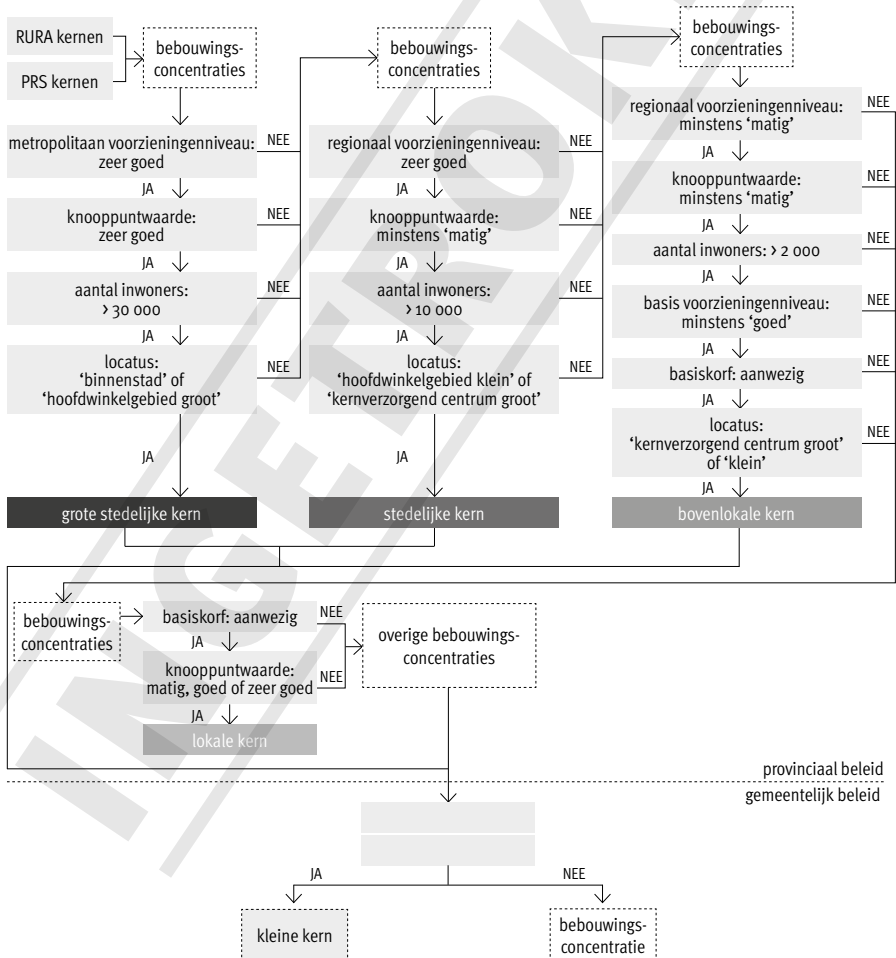 RURA kernen
PRS kernen
bebouwings-
concentraties
metropolitaan voorzieningenniveau:
zeer goed
NEE
JA
knooppuntwaarde:
zeer goed
NEE
JA
aantal inwoners:
> 30 000
NEE
JA
locatus:
‘binnenstad’ of
‘hoofdwinkelgebied groot’
NEE
JA
grote stedelijke kern
bebouwings-
concentraties
regionaal voorzieningenniveau:
zeer goed
NEE
JA
knooppuntwaarde:
minstens ‘matig’
NEE
JA
aantal inwoners:
> 10 000
NEE
JA
locatus:
‘hoofdwinkelgebied klein’ of
‘kernverzorgend centrum groot’
NEE
JA
stedelijke kern
bebouwings-
concentraties
regionaal voorzieningenniveau:
minstens ‘matig’
NEE
JA
knooppuntwaarde:
minstens ‘matig’
NEE
JA
aantal inwoners: > 2 000
NEE
JA
basis voorzieningenniveau:
minstens ‘goed’
NEE
JA
basiskorf: aanwezig
NEE
JA
locatus:
‘kernverzorgend centrum groot’
of ‘klein’
NEE
JA
bovenlokale kern
bebouwings-
concentraties
basiskorf: aanwezig
NEE
JA
knooppuntwaarde:
matig, goed of zeer goed
NEE
JA
lokale kern
overige bebouwings-
concentraties
provinciaal beleid
gemeentelijk beleid
JA
NEE
kleine kern
bebouwings-
concentratie
INGETROK